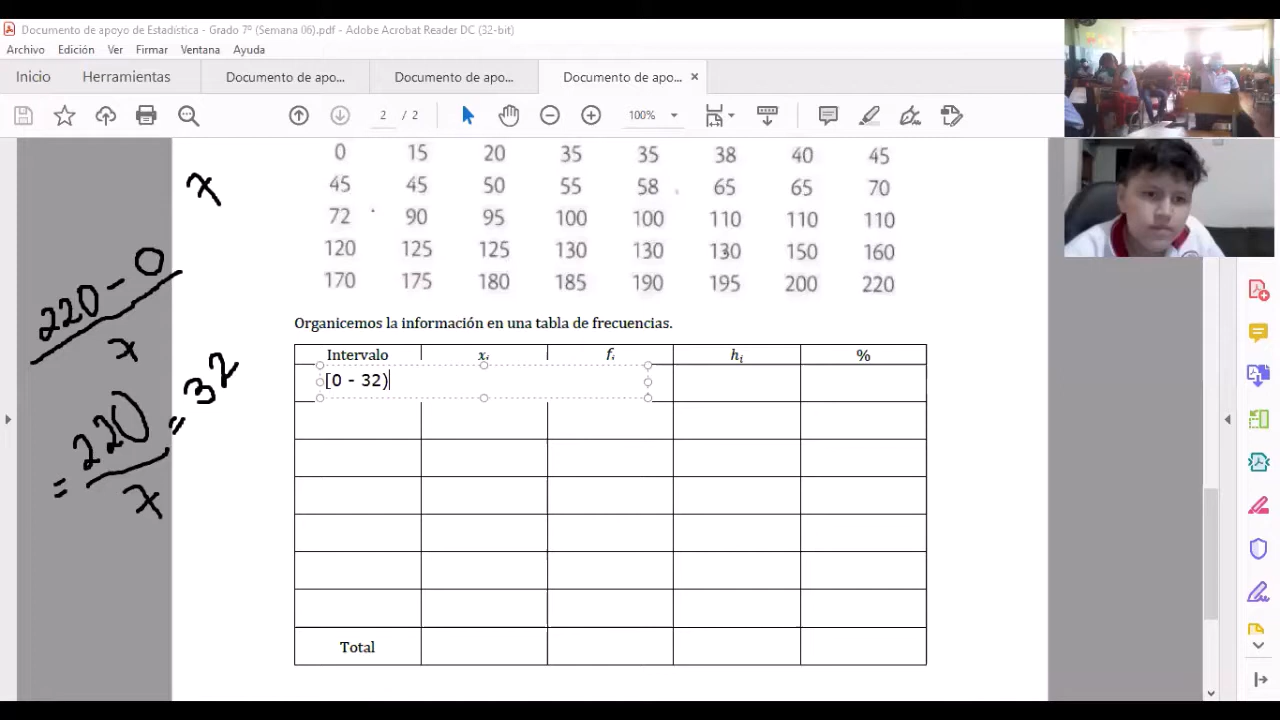 Documento de apoyo de Estadística - Grado 7º (Semana 06).pdf - Adobe Acrobat Reader DC (32-bit)
Archivo Edición Ver Firmar Ventana Ayuda
Inicio Herramientas Documento de apo... Documento de apo... Documento de apo... ×
2 / 2 100%
0 15 20 35 35 38 40 45
45 45 50 55 58 65 65 70
72 90 95 100 100 110 110 110
120 125 125 130 130 130 150 160
170 175 180 185 190 195 200 220
7
220 - 0
7
= 220 = 32
7
Organicemos la información en una tabla de frecuencias.
Intervalo xi fi hi %
[0 - 32)
Total